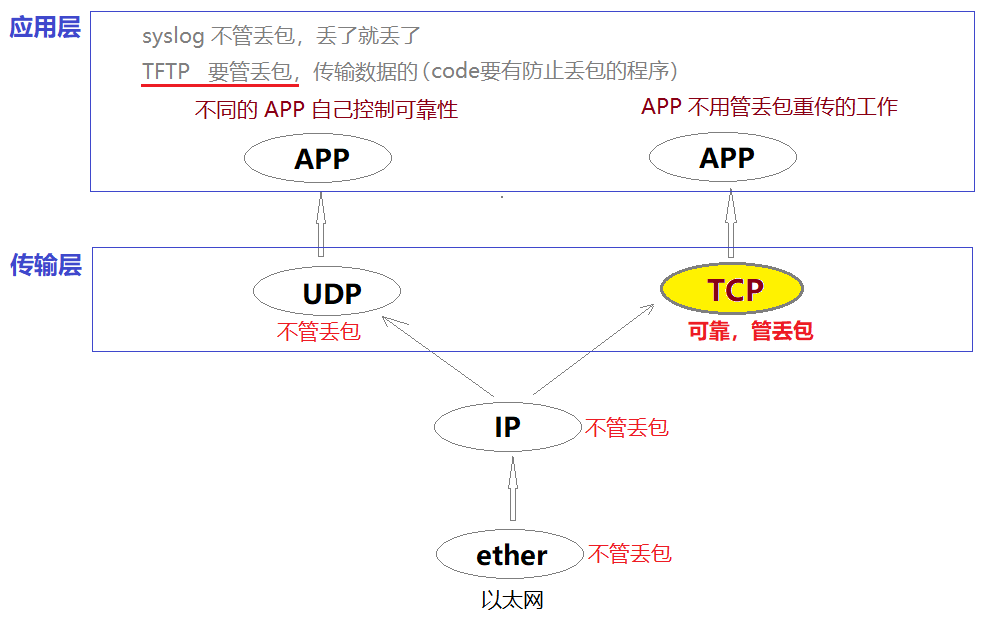 应用层
syslog 不管丢包，丢了就丢了
TFTP 要管丢包，传输数据的（code要有防止丢包的程序）
不同的 APP 自己控制可靠性
APP 不用管丢包重传的工作
APP
APP
传输层
UDP
TCP
不管丢包
可靠，管丢包
IP
不管丢包
ether
不管丢包
以太网